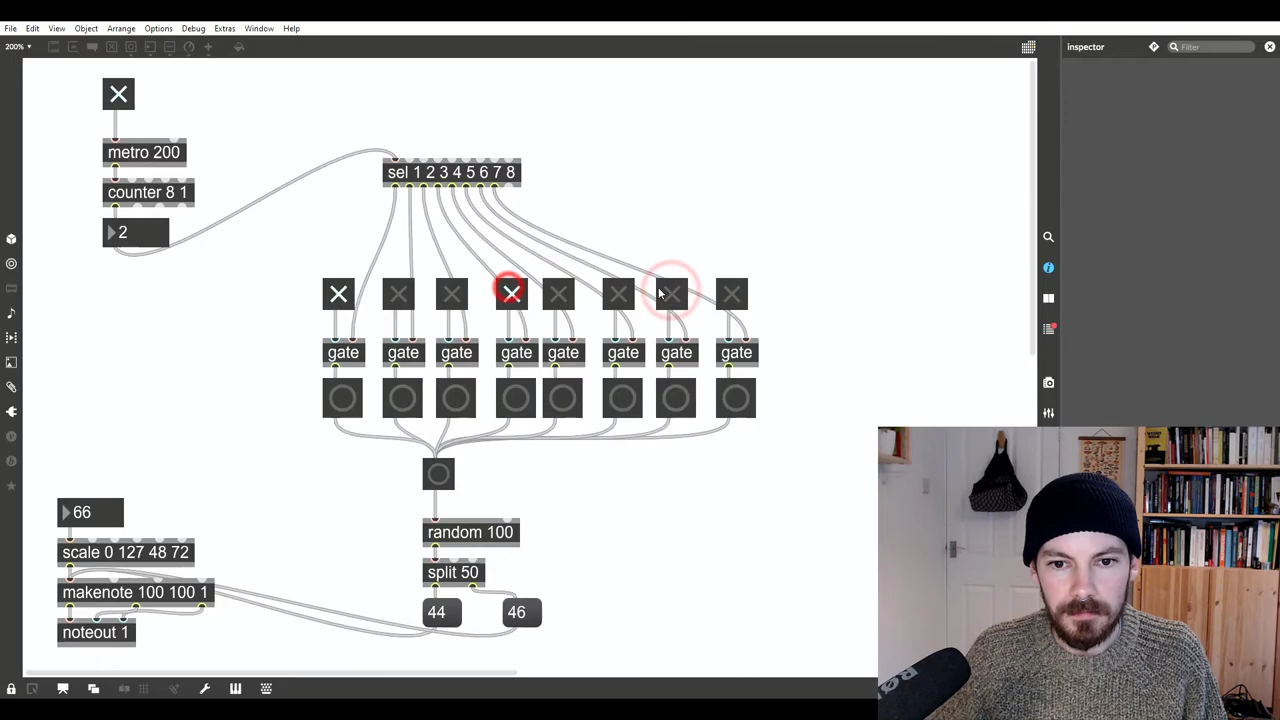 File Edit View Object Arrange Options Debug Extras Window Help
200%
inspector
Filter
metro 200
counter 8 1
2
sel 1 2 3 4 5 6 7 8
gate gate gate gate gate gate gate gate
66
scale 0 127 48 72
makenote 100 100 1
noteout 1
random 100
split 50
44 46